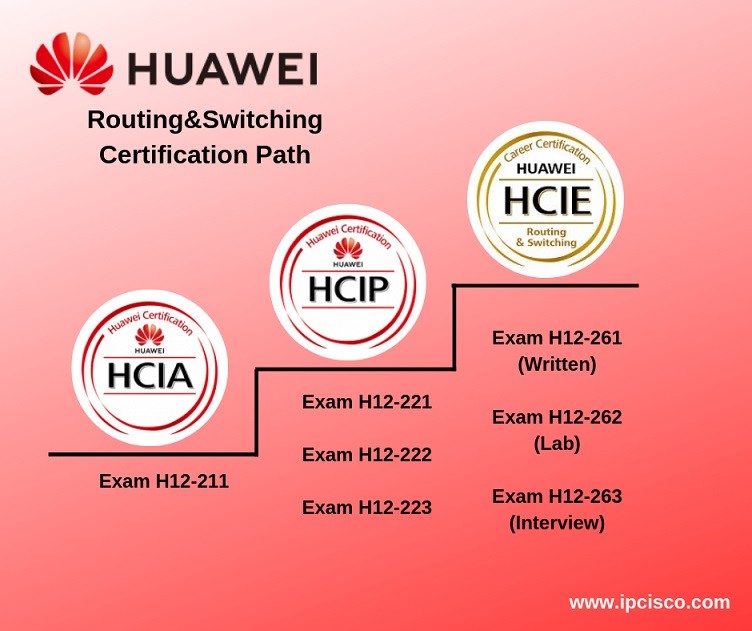 HUAWEI
Routing&Switching
Certification Path
Career Certification
HUAWEI
HCIE
Routing
& Switching
Huawei Certification
HUAWEI
HCIP
Huawei Certification
HUAWEI
HCIA
Exam H12-211
Exam H12-221
Exam H12-222
Exam H12-223
Exam H12-261
(Written)
Exam H12-262
(Lab)
Exam H12-263
(Interview)
www.ipcisco.com